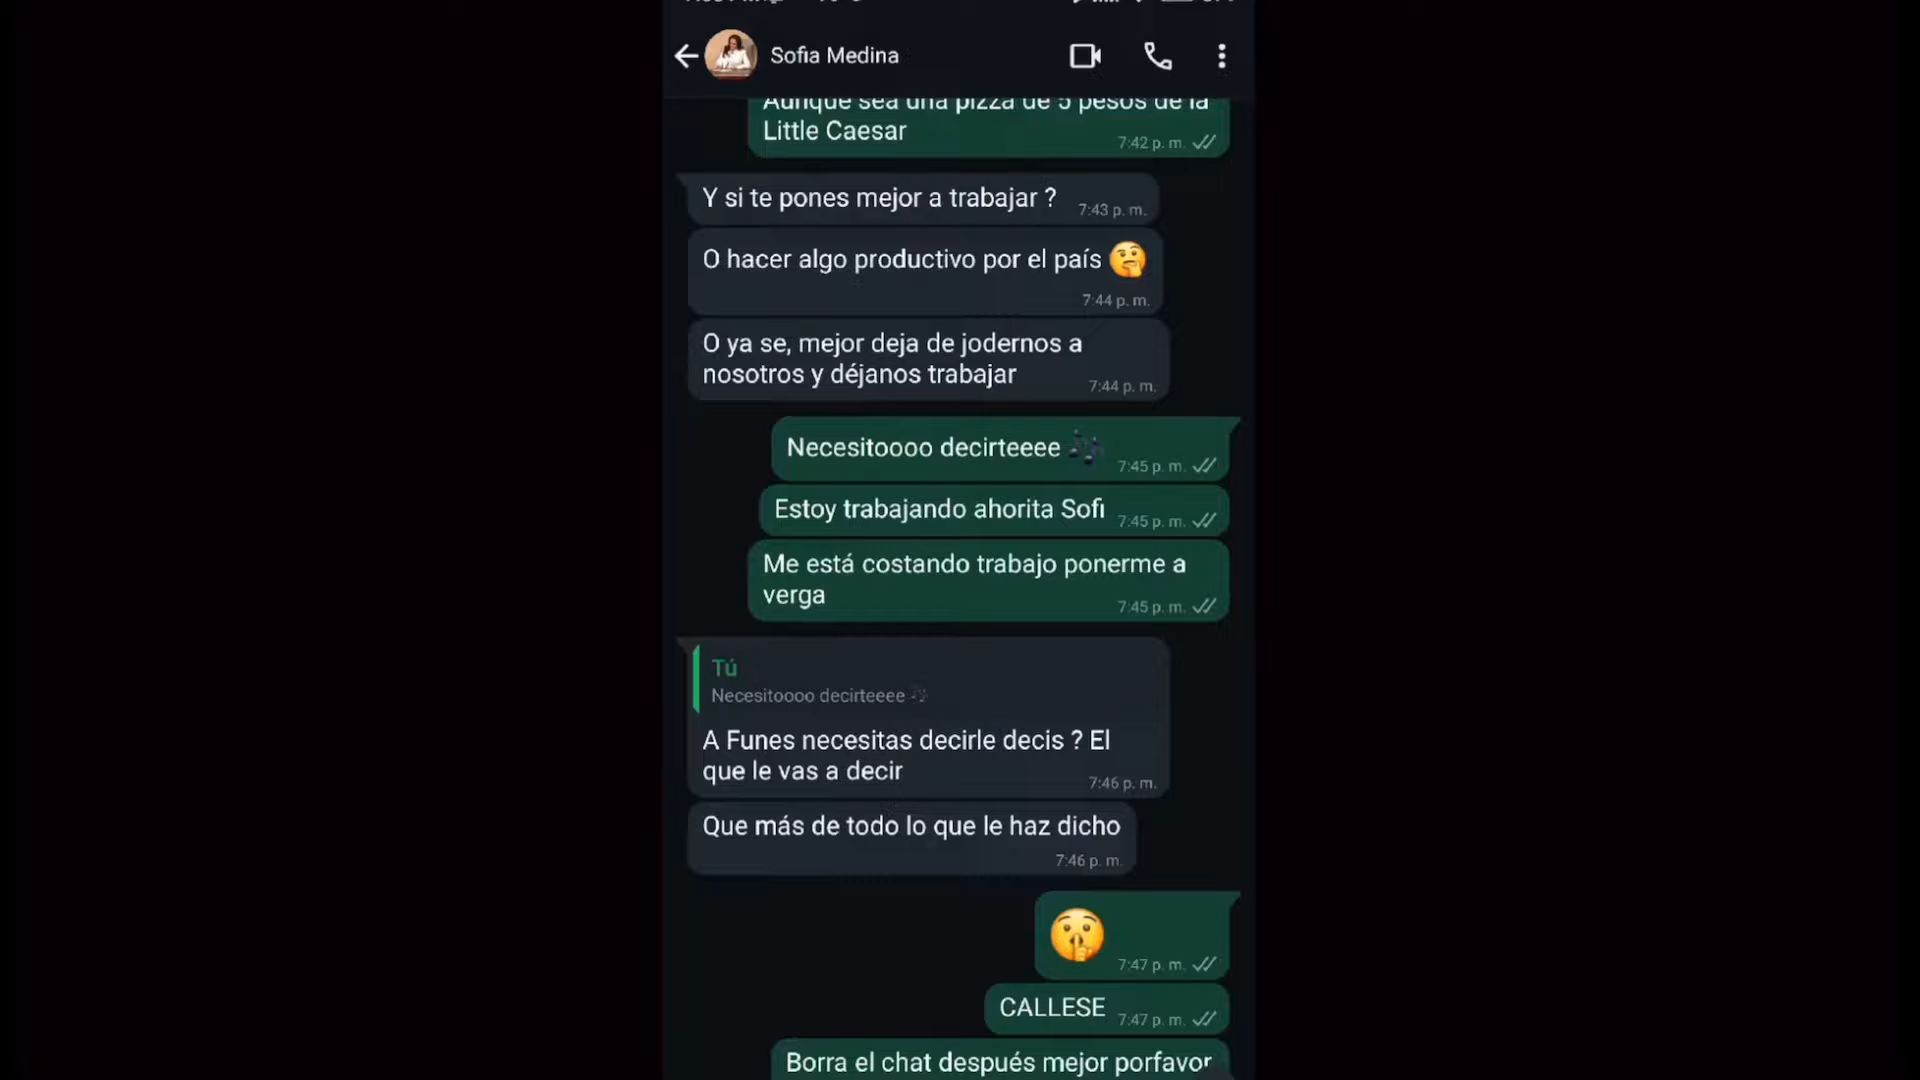 Sofia Medina
Aunque sea una pizza de 5 pesos de la
Little Caesar
7:42 p. m.
Y si te pones mejor a trabajar ?
7:43 p. m.
O hacer algo productivo por el país 🤔
7:44 p. m.
O ya se, mejor deja de jodernos a
nosotros y déjanos trabajar
7:44 p. m.
Necesitoooo decirteeee 🎶
7:45 p. m.
Estoy trabajando ahorita Sofi
7:45 p. m.
Me está costando trabajo ponerme a
verga
7:45 p. m.
Tú
Necesitoooo decirteeee 🎶
A Funes necesitas decirle decis ? El
que le vas a decir
7:46 p. m.
Que más de todo lo que le haz dicho
7:46 p. m.
🤫
7:47 p. m.
CALLESE
7:47 p. m.
Borra el chat después mejor porfavor